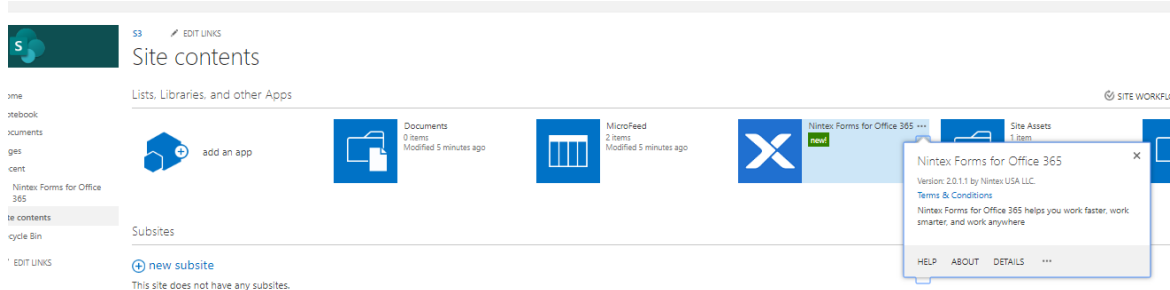 S
S3 EDIT LINKS
Site contents
Lists, Libraries, and other Apps
SITE WORKFLO
ome
otebook
ocuments
ges
cent
Nintex Forms for Office
365
te contents
cycle Bin
EDIT LINKS
add an app
Documents
0 items
Modified 5 minutes ago
MicroFeed
2 items
Modified 5 minutes ago
Nintex Forms for Office 365 ···
new!
Site Assets
1 item
Nintex Forms for Office 365
Version: 2.0.1.1 by Nintex USA LLC.
Terms & Conditions
Nintex Forms for Office 365 helps you work faster, work
smarter, and work anywhere
HELP ABOUT DETAILS ···
Subsites
new subsite
This site does not have any subsites.